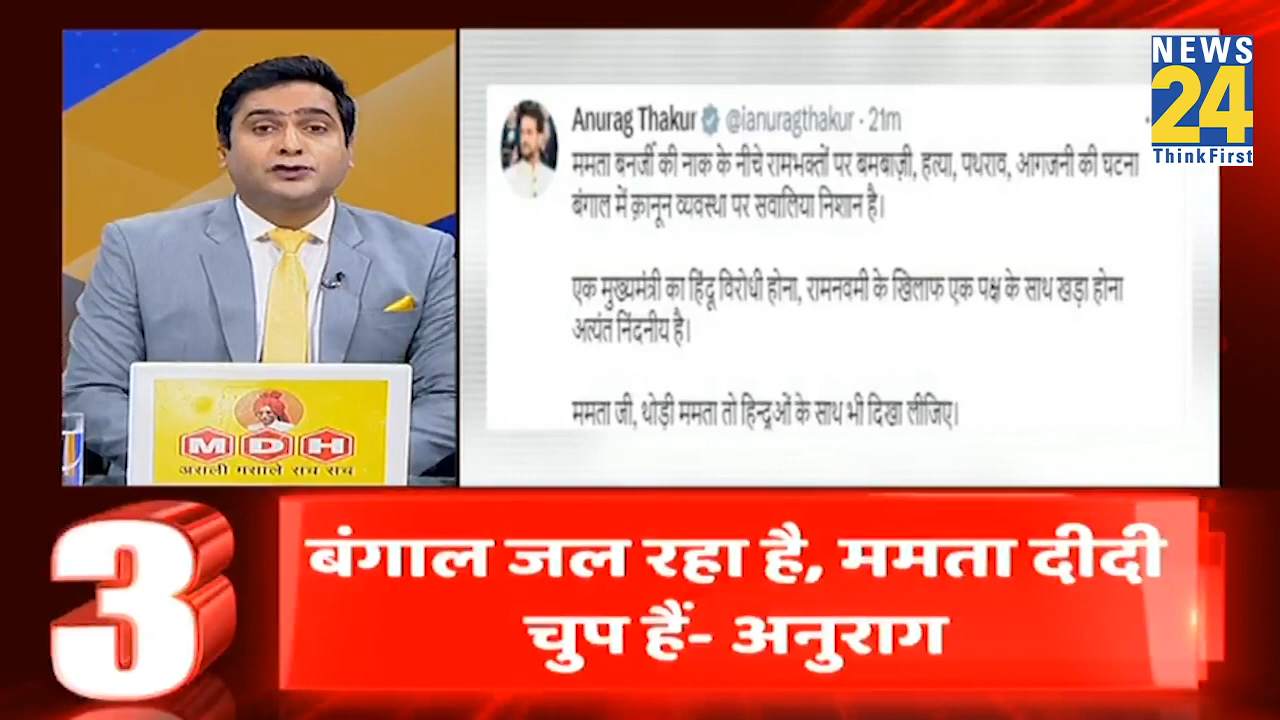 NEWS
24
ThinkFirst
Anurag Thakur @ianuragthakur · 21m
ममता बनर्जी की नाक के नीचे रामभक्तों पर बमबाज़ी, हत्या, पथराव, आगजनी की घटना
बंगाल में क़ानून व्यवस्था पर सवालिया निशान है।
एक मुख्यमंत्री का हिंदू विरोधी होना, रामनवमी के खिलाफ एक पक्ष के साथ खड़ा होना
अत्यंत निंदनीय है।
ममता जी, थोड़ी ममता तो हिन्दुओं के साथ भी दिखा लीजिए।
MDH
असली मसाले सच सच
3
बंगाल जल रहा है, ममता दीदी
चुप हैं- अनुराग